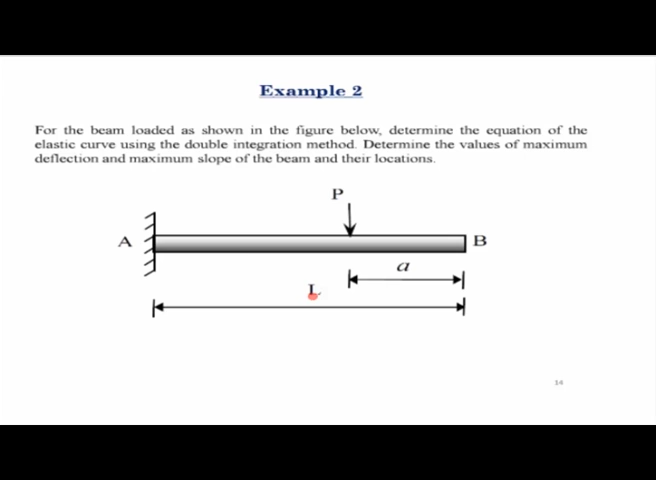 Example 2
For the beam loaded as shown in the figure below, determine the equation of the
elastic curve using the double integration method. Determine the values of maximum
deflection and maximum slope of the beam and their locations.
P
A
B
a
L
14